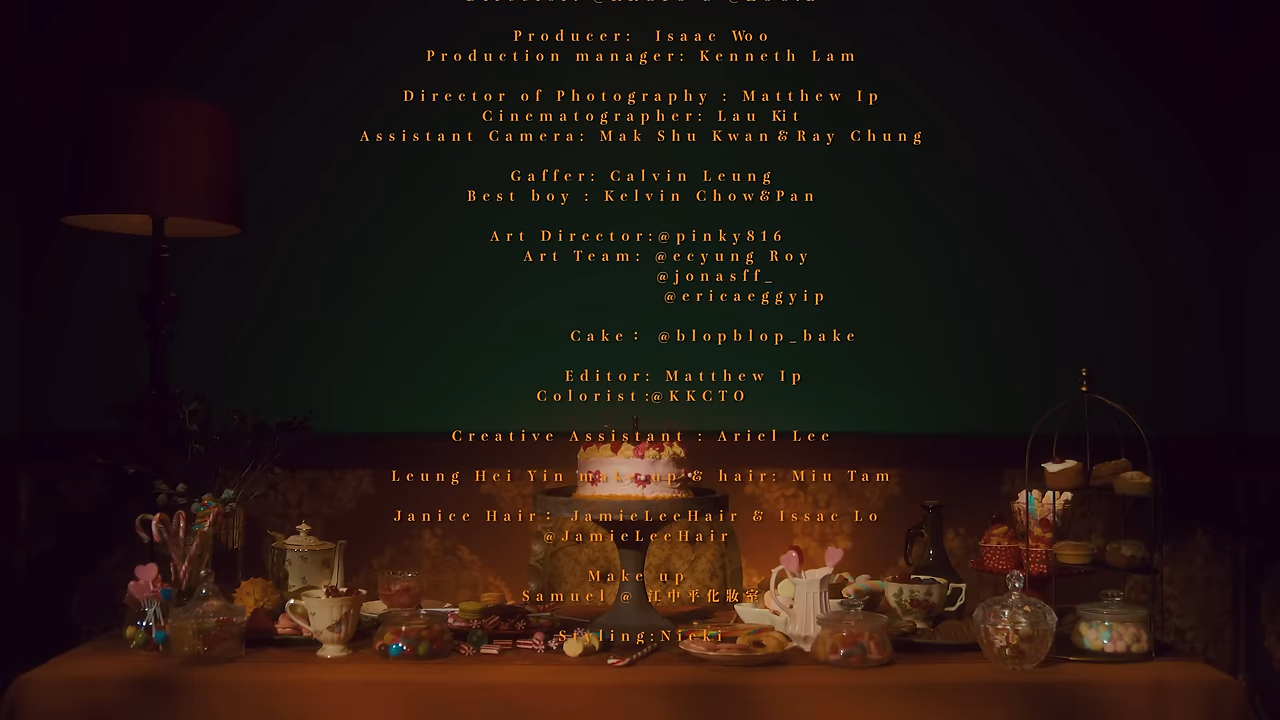 Producer: Isaac Woo
Production manager: Kenneth Lam
Director of Photography : Matthew Ip
Cinematographer: Lau Kit
Assistant Camera: Mak Shu Kwan&Ray Chung
Gaffer: Calvin Leung
Best boy : Kelvin Chow&Pan
Art Director:@pinky816
Art Team: @ecyung Roy
@jonasff_
@ericaeggyip
Cake： @blopblop_bake
Editor: Matthew Ip
Colorist:@KKCTO
Creative Assistant : Ariel Lee
Leung Hei Yin make up & hair: Miu Tam
Janice Hair: JamieLeeHair & Issac Lo
@JamieLeeHair
Make up
Samuel @ 江中平化妝室
Styling:Nicki